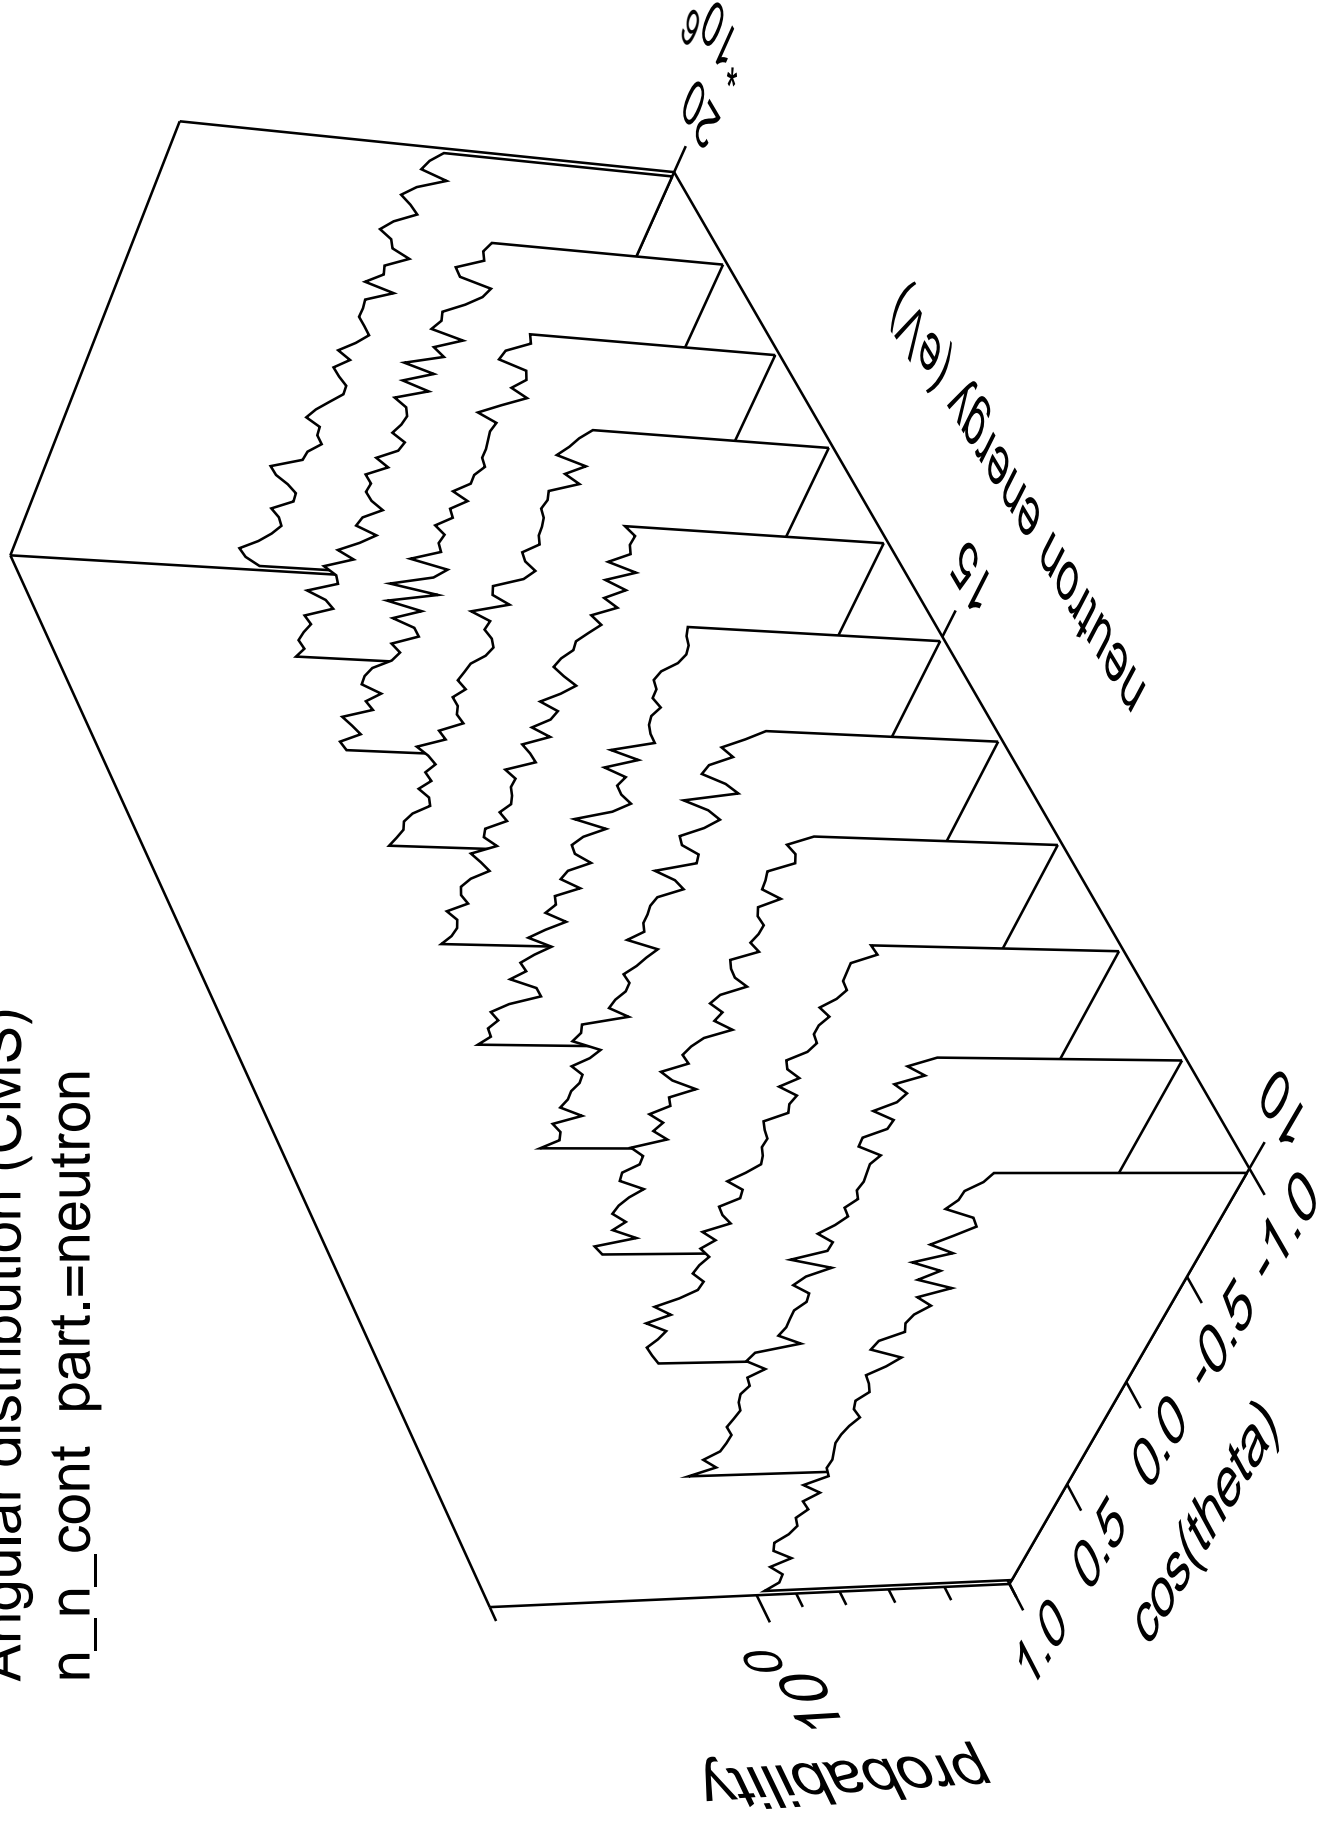 Angular distribution (CMS)
n_n_cont part.=neutron
probability
10 0
1.0 0.5 0.0 -0.5 -1.0
cos(theta)
10 15 20
* 10 6
neutron energy (eV)